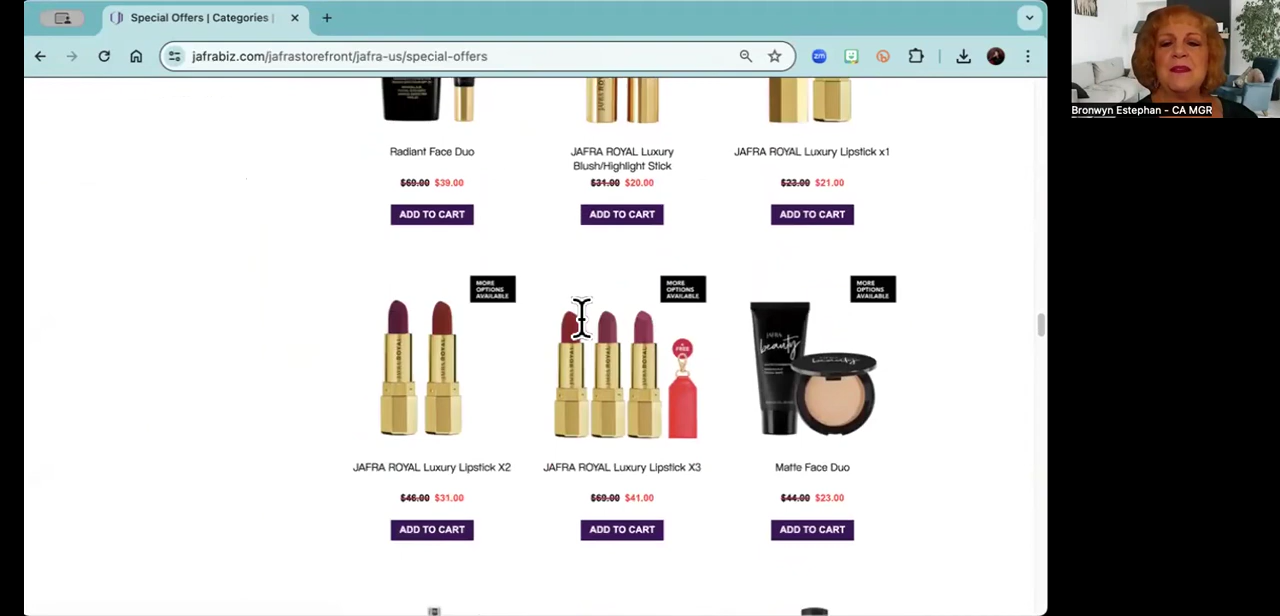 Special Offers | Categories |
jafrabiz.com/jafrastorefront/jafra-us/special-offers
zm
Bronwyn Estephan - CA MGR
Radiant Face Duo
JAFRA ROYAL Luxury
Blush/Highlight Stick
JAFRA ROYAL Luxury Lipstick x1
$69.00 $39.00
$31.00 $20.00
$23.00 $21.00
ADD TO CART
ADD TO CART
ADD TO CART
MORE
OPTIONS
AVAILABLE
MORE
OPTIONS
AVAILABLE
MORE
OPTIONS
AVAILABLE
FREE
JAFRA
beauty
JAFRA ROYAL Luxury Lipstick X2
JAFRA ROYAL Luxury Lipstick X3
Matte Face Duo
$46.00 $31.00
$69.00 $41.00
$44.00 $23.00
ADD TO CART
ADD TO CART
ADD TO CART